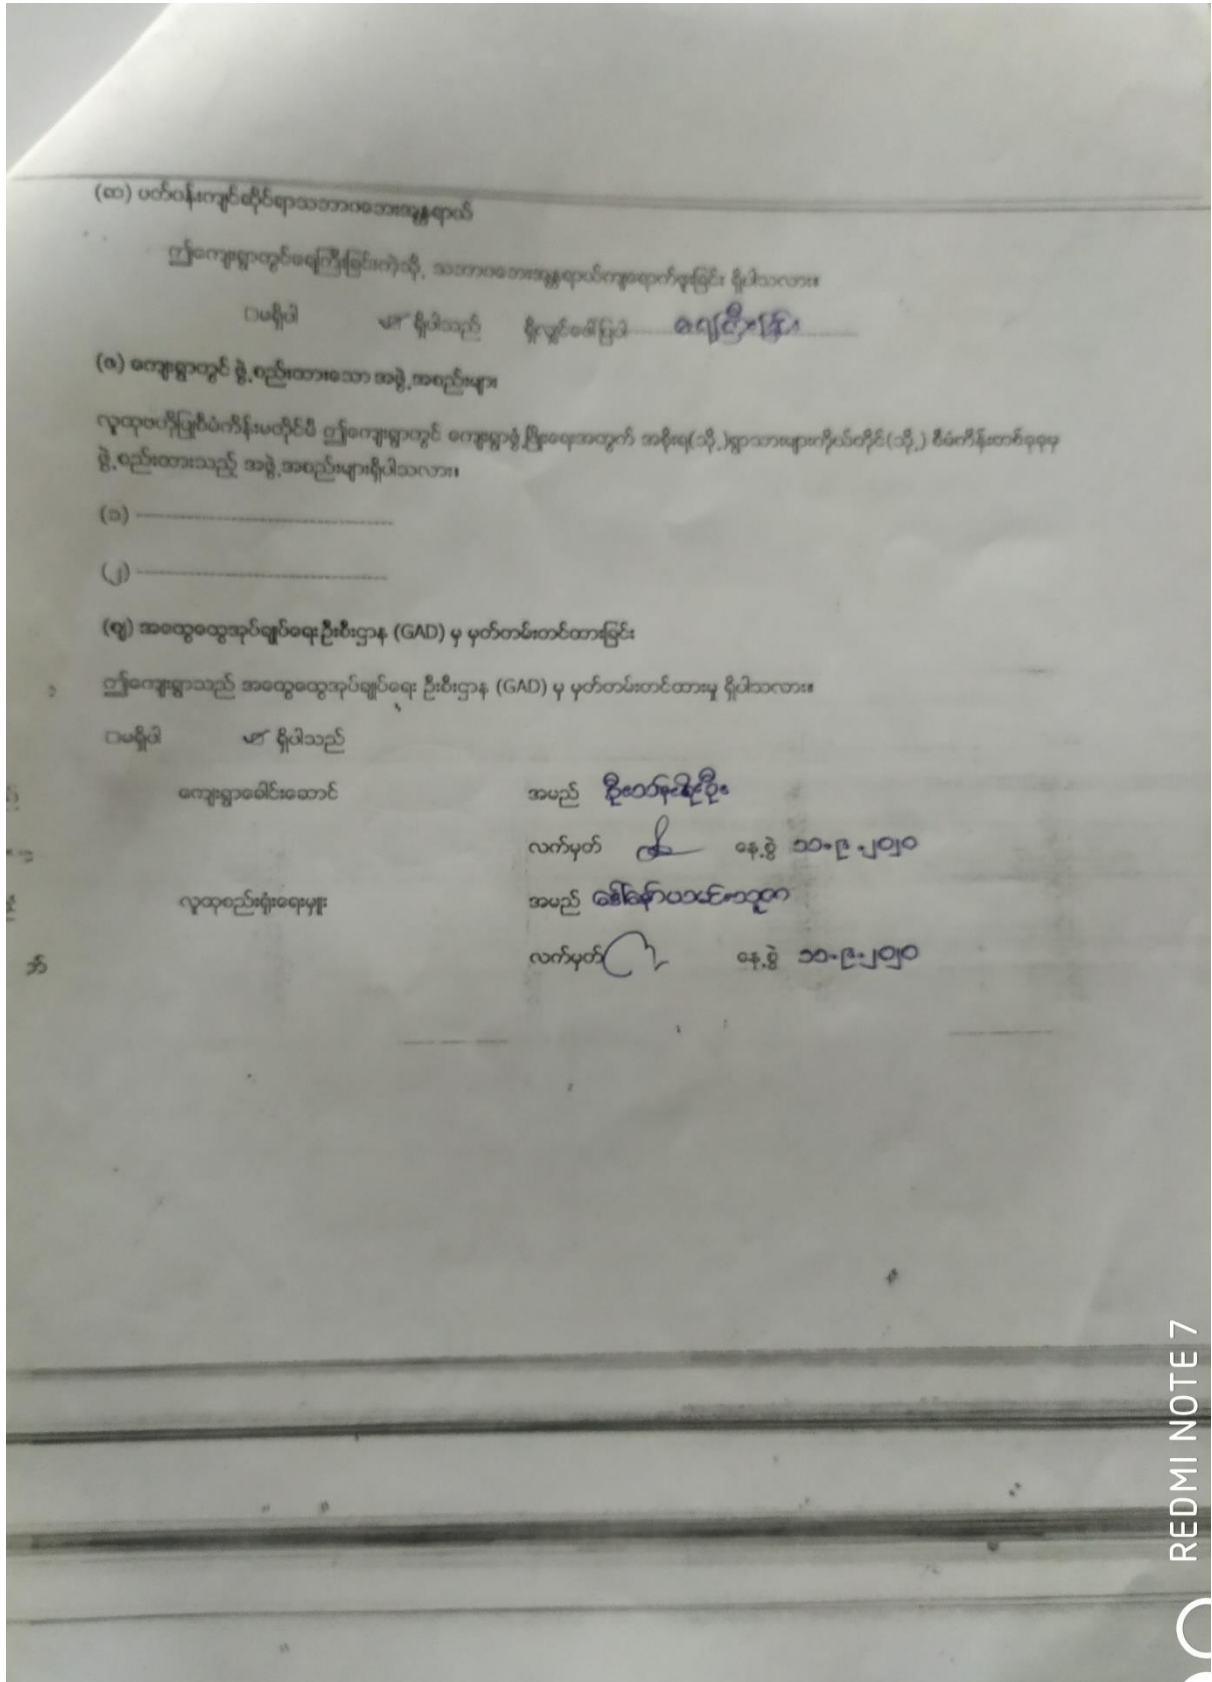 (ဆ) ပတ်ဝန်းကျင်ဆိုင်ရာသဘာဝဘေးအန္တရာယ်
ဤကျေးရွာတွင်ရေကြီးခြင်းကဲ့သို့ သဘာဝဘေးအန္တရာယ်ကျရောက်ဖူးခြင်း ရှိပါသလား။
□မရှိပါ ☑ ရှိပါသည် ရှိလျှင်ဖော်ပြပါ ရေကြီးခြင်း
(ဇ) ကျေးရွာတွင် ဖွဲ့စည်းထားသော အဖွဲ့အစည်းများ
လူထုဗဟိုပြုစီမံကိန်းမတိုင်မီ ဤကျေးရွာတွင် ကျေးရွာဖွံ့ဖြိုးရေးအတွက် အစိုးရ(သို့)ရွာသားများကိုယ်တိုင်(သို့) စီမံကိန်းတစ်ခုခုမှ
ဖွဲ့စည်းထားသည့် အဖွဲ့အစည်းများရှိပါသလား။
(၁) ----------------------------
(၂) ----------------------------
(ဈ) အထွေထွေအုပ်ချုပ်ရေးဦးစီးဌာန (GAD) မှ မှတ်တမ်းတင်ထားခြင်း
ဤကျေးရွာသည် အထွေထွေအုပ်ချုပ်ရေး ဦးစီးဌာန (GAD) မှ မှတ်တမ်းတင်ထားမှု ရှိပါသလား။
□မရှိပါ ☑ ရှိပါသည်
ကျေးရွာခေါင်းဆောင် အမည်
လက်မှတ် နေ့စွဲ ၁၁.၉.၂၀၂၀
လူထုစည်းရုံးရေးမှူး အမည် ဒေါ်နော်ယာမင်းသူဇာ
လက်မှတ် နေ့စွဲ ၁၁.၉.၂၀၂၀
REDMI NOTE 7